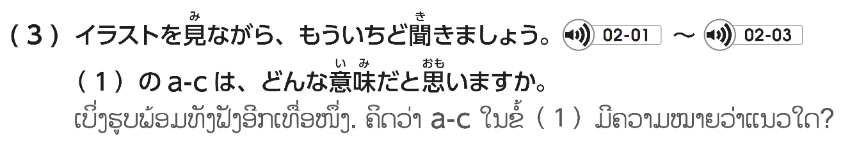 (3) イラストを見ながら、もういちど聞きましょう。 02-01 ～ 02-03
(1)のa-cは、どんな意味だと思いますか。
ເບິ່ງຮູບພ້ອມທັງຟັງອີກເທື່ອໜຶ່ງ. ຄິດວ່າ a-c ໃນຂໍ້ (1) ມີຄວາມໝາຍວ່າແນວໃດ?